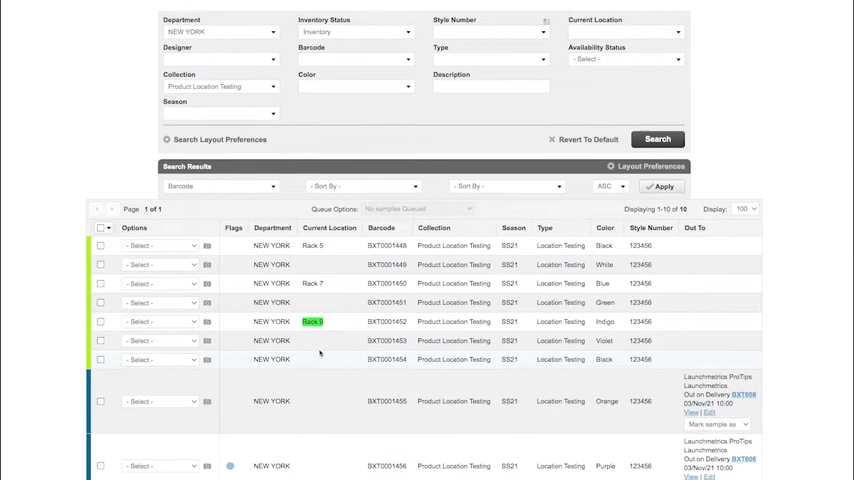 Department Inventory Status Style Number Current Location
NEW YORK Inventory
Designer Barcode Type Availability Status
- Select -
Collection Color Description
Product Location Testing
Season
Search Layout Preferences Revert To Default Search
Search Results Layout Preferences
Barcode - Sort By - - Sort By - ASC Apply
Page 1 of 1 Queue Options: No samples Queued Displaying 1-10 of 10 Display: 100
Options Flags Department Current Location Barcode Collection Season Type Color Style Number Out To
- Select - NEW YORK Rack 5 BXT0001448 Product Location Testing SS21 Location Testing Black 123456
- Select - NEW YORK BXT0001449 Product Location Testing SS21 Location Testing White 123456
- Select - NEW YORK Rack 7 BXT0001450 Product Location Testing SS21 Location Testing Blue 123456
- Select - NEW YORK BXT0001451 Product Location Testing SS21 Location Testing Green 123456
- Select - NEW YORK Rack 9 BXT0001452 Product Location Testing SS21 Location Testing Indigo 123456
- Select - NEW YORK BXT0001453 Product Location Testing SS21 Location Testing Violet 123456
- Select - NEW YORK BXT0001454 Product Location Testing SS21 Location Testing Black 123456
Launchmetrics ProTips
Launchmetrics
Out on Delivery BXT608
- Select - NEW YORK BXT0001455 Product Location Testing SS21 Location Testing Orange 123456 03/Nov/21 10:00
View | Edit
Mark sample as
Launchmetrics ProTips
Launchmetrics
Out on Delivery BXT608
- Select - NEW YORK BXT0001456 Product Location Testing SS21 Location Testing Purple 123456 03/Nov/21 10:00
View | Edit